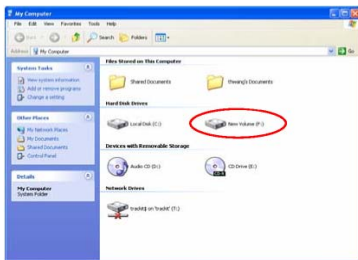 My Computer
File Edit View Favorites Tools Help
Search Folders
Address My Computer Go
System Tasks
View system information
Add or remove programs
Change a setting
Other Places
My Network Places
My Documents
Shared Documents
Control Panel
Details
My Computer
System Folder
Files Stored on This Computer
Shared Documents
Hard Disk Drives
Local Disk (C:)
New Volume (F:)
Devices with Removable Storage
Audio CD (D:)
CD Drive (E:)
Network Drives